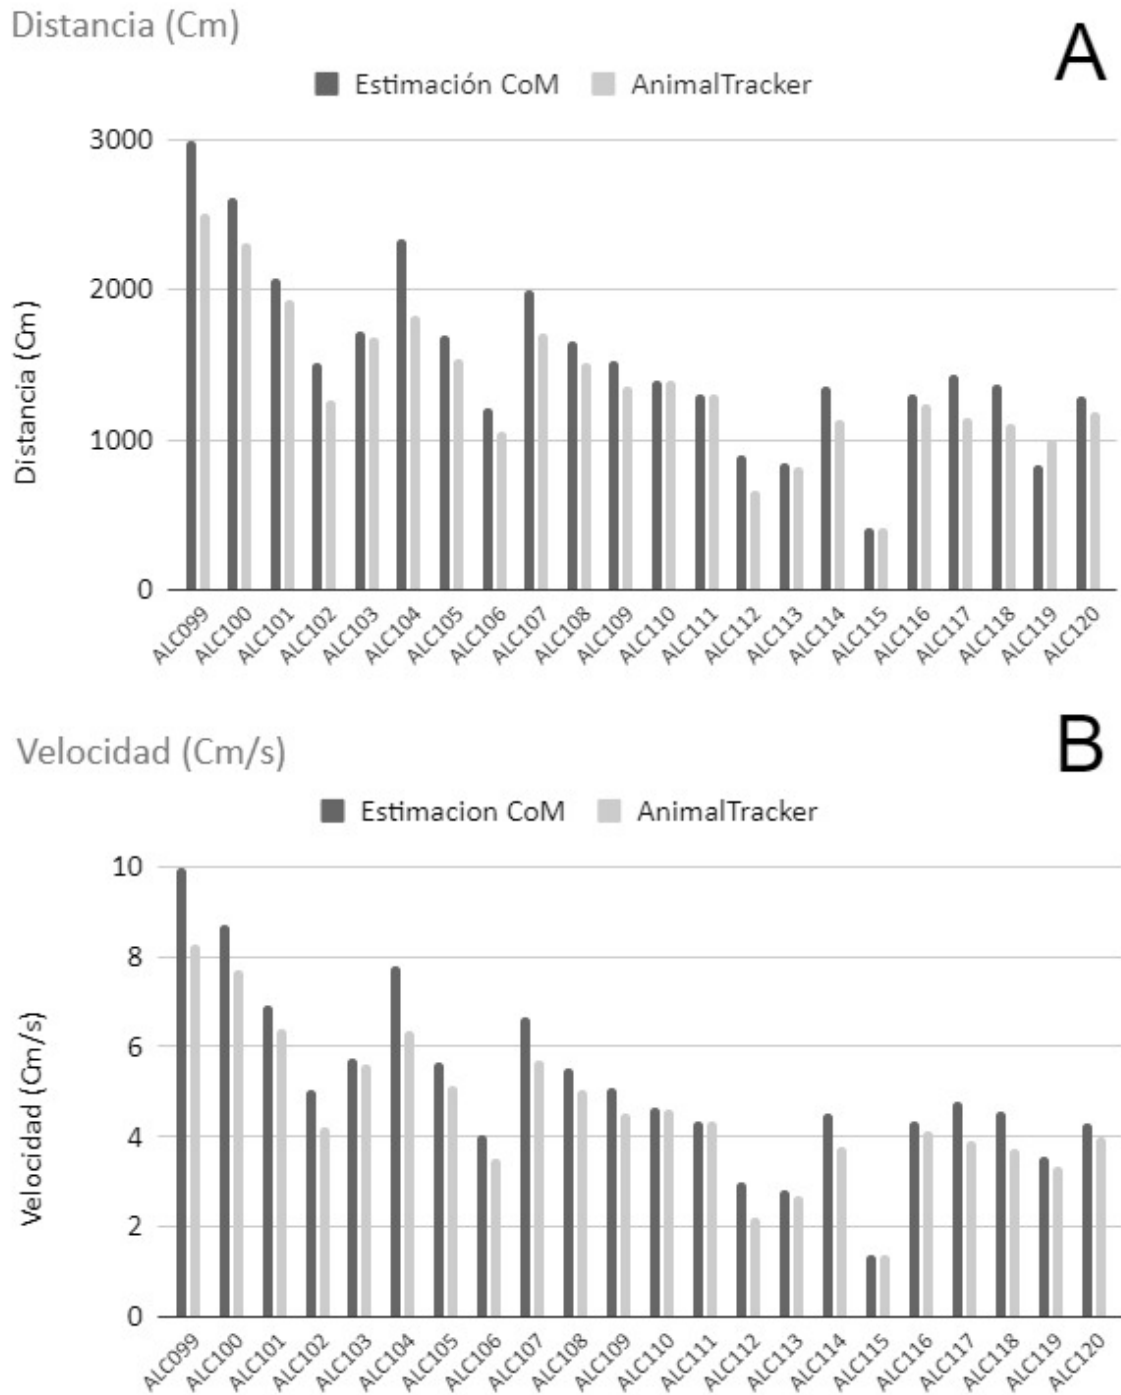 Distancia (Cm)
A
Estimación CoM AnimalTracker
3000
2000
1000
0
Distancia (Cm)
ALC099 ALC100 ALC101 ALC102 ALC103 ALC104 ALC105 ALC106 ALC107 ALC108 ALC109 ALC110 ALC111 ALC112 ALC113 ALC114 ALC115 ALC116 ALC117 ALC118 ALC119 ALC120
Velocidad (Cm/s)
B
Estimacion CoM AnimalTracker
10
8
6
4
2
0
Velocidad (Cm/s)
ALC099 ALC100 ALC101 ALC102 ALC103 ALC104 ALC105 ALC106 ALC107 ALC108 ALC109 ALC110 ALC111 ALC112 ALC113 ALC114 ALC115 ALC116 ALC117 ALC118 ALC119 ALC120